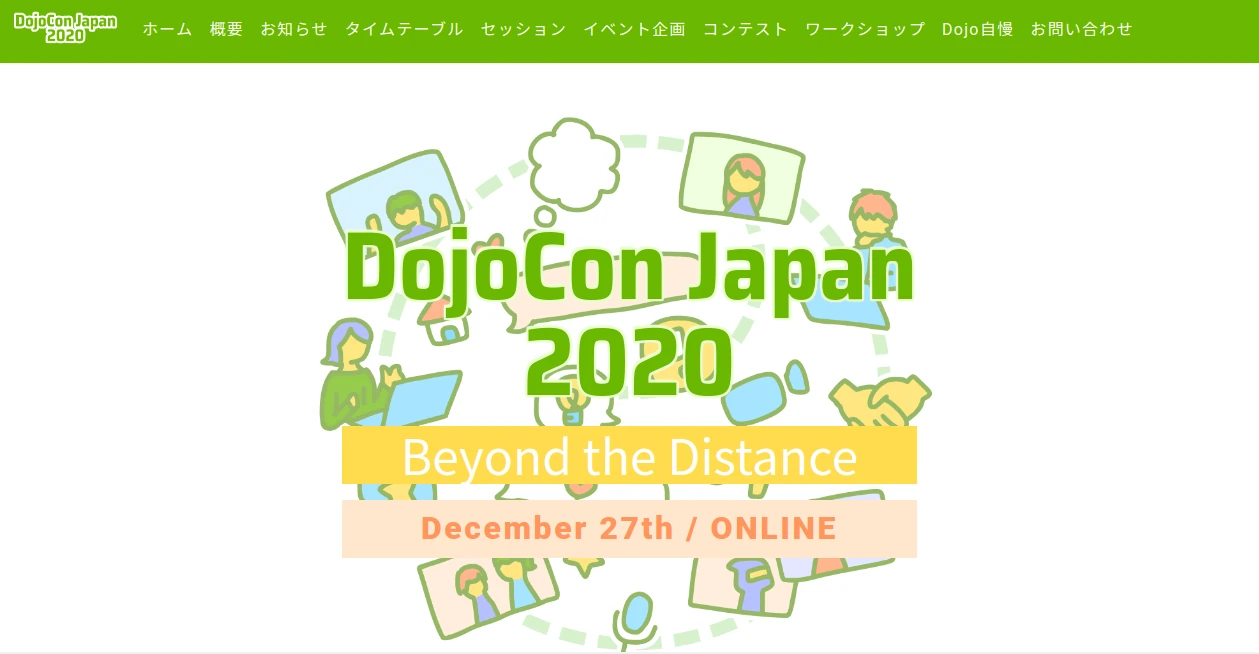 DojoCon Japan
2020
ホーム 概要 お知らせ タイムテーブル セッション イベント企画 コンテスト ワークショップ Dojo自慢 お問い合わせ
DojoCon Japan
2020
Beyond the Distance
December 27th / ONLINE